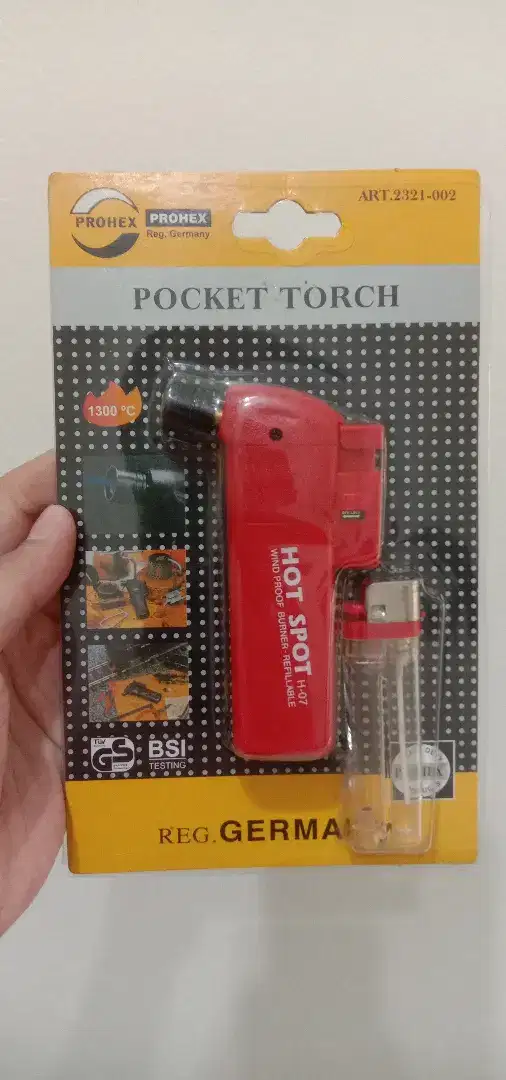 PROHEX
PROHEX
Reg. Germany
ART.2321-002
POCKET TORCH
1300 °C
HOT SPOT H-07
WIND PROOF BURNER·REFILLABLE
TÜV
GS
BSI
TESTING
REG. GERMA